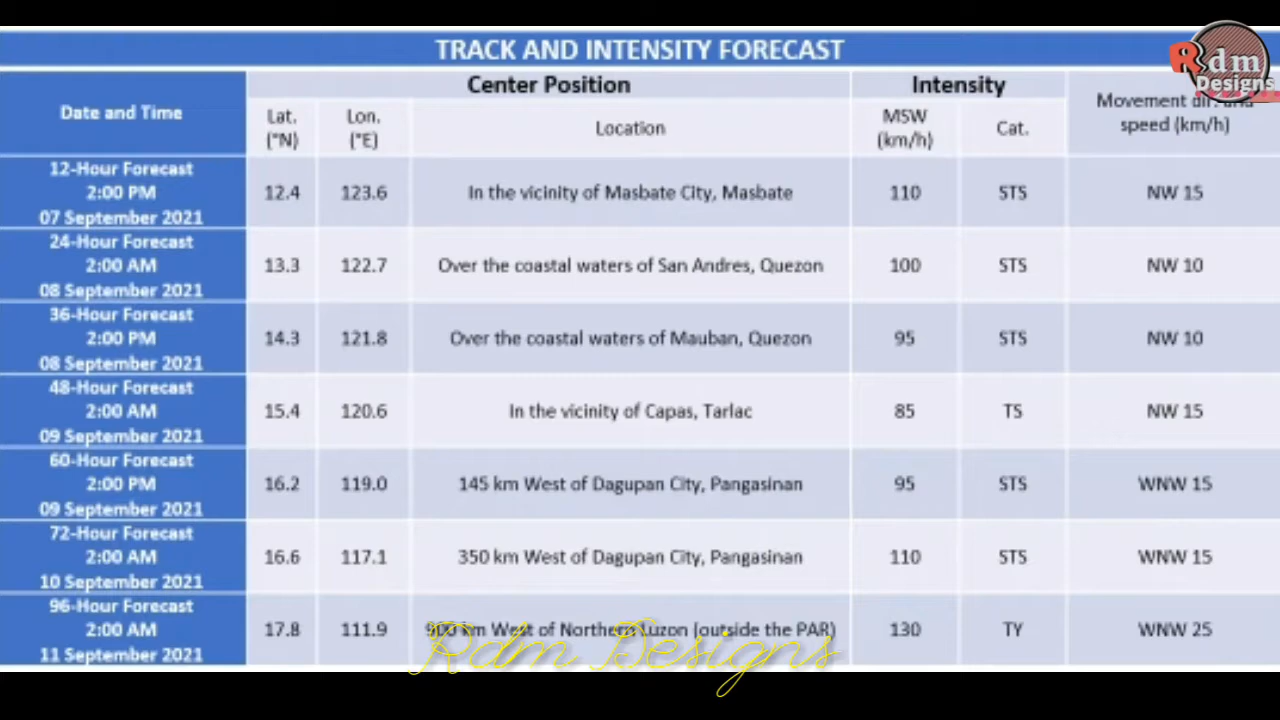 TRACK AND INTENSITY FORECAST
Rdm
Designs
Date and Time
Center Position
Intensity
Movement dir. and
speed (km/h)
Lat.
(°N)
Lon.
(°E)
Location
MSW
(km/h)
Cat.
12-Hour Forecast
2:00 PM
07 September 2021
12.4 123.6 In the vicinity of Masbate City, Masbate 110 STS NW 15
24-Hour Forecast
2:00 AM
08 September 2021
13.3 122.7 Over the coastal waters of San Andres, Quezon 100 STS NW 10
36-Hour Forecast
2:00 PM
08 September 2021
14.3 121.8 Over the coastal waters of Mauban, Quezon 95 STS NW 10
48-Hour Forecast
2:00 AM
09 September 2021
15.4 120.6 In the vicinity of Capas, Tarlac 85 TS NW 15
60-Hour Forecast
2:00 PM
09 September 2021
16.2 119.0 145 km West of Dagupan City, Pangasinan 95 STS WNW 15
72-Hour Forecast
2:00 AM
10 September 2021
16.6 117.1 350 km West of Dagupan City, Pangasinan 110 STS WNW 15
96-Hour Forecast
2:00 AM
11 September 2021
17.8 111.9 900 km West of Northern Luzon (outside the PAR) 130 TY WNW 25
Rdm Designs